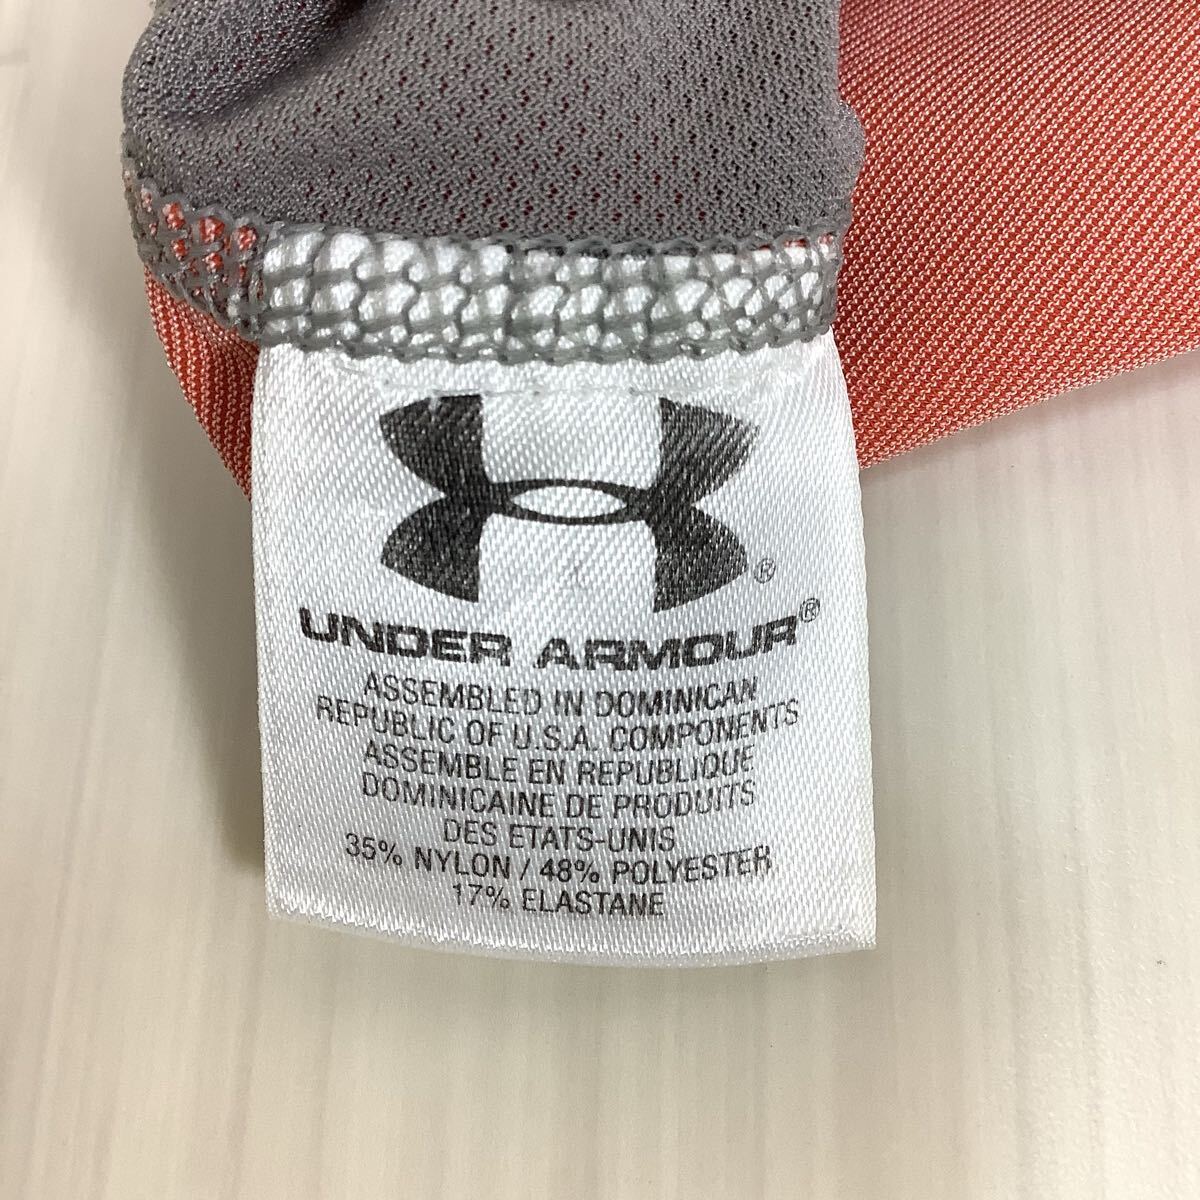 ®
UNDER ARMOUR®
ASSEMBLED IN DOMINICAN
REPUBLIC OF U.S.A. COMPONENTS
ASSEMBLE EN REPUBLIQUE
DOMINICAINE DE PRODUITS
DES ETATS-UNIS
35% NYLON / 48% POLYESTER
17% ELASTANE